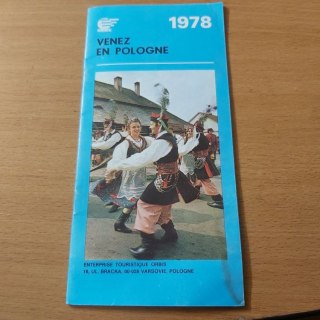 1978
VENEZ
EN POLOGNE
ENTERPRISE TOURISTIQUE ORBIS
16, UL. BRACKA, 00-028 VARSOVIE, POLOGNE